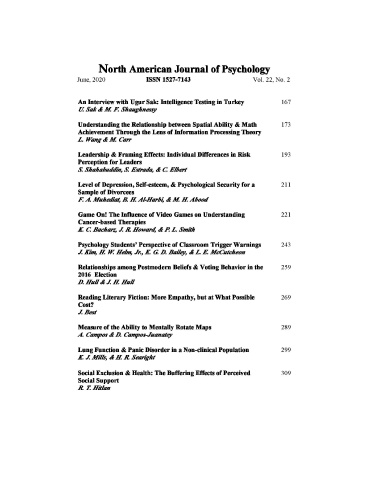 North American Journal of Psychology
June, 2020 ISSN 1527-7143 Vol. 22, No. 2
An Interview with Ugur Sak: Intelligence Testing in Turkey 167
U. Sak & M. F. Shaughnessy
Understanding the Relationship between Spatial Ability & Math 173
Achievement Through the Lens of Information Processing Theory
L. Wang & M. Carr
Leadership & Framing Effects: Individual Differences in Risk 193
Perception for Leaders
S. Shahabuddin, S. Estrada, & C. Elbert
Level of Depression, Self-esteem, & Psychological Security for a 211
Sample of Divorcees
F. A. Muhediat, B. H. Al-Harbi, & M. H. Abood
Game On! The Influence of Video Games on Understanding 221
Cancer-based Therapies
K. C. Bacharz, J. R. Howard, & P. L. Smith
Psychology Students' Perspective of Classroom Trigger Warnings 243
J. Kim, H. W. Helm, Jr., K. G. D. Bailey, & L. E. McCutcheon
Relationships among Postmodern Beliefs & Voting Behavior in the 259
2016 Election
D. Hall & J. H. Hall
Reading Literary Fiction: More Empathy, but at What Possible 269
Cost?
J. Best
Measure of the Ability to Mentally Rotate Maps 289
A. Campos & D. Campos-Juanatey
Lung Function & Panic Disorder in a Non-clinical Population 299
K. J. Mills, & H. R. Searight
Social Exclusion & Health: The Buffering Effects of Perceived 309
Social Support
R. T. Hitlan